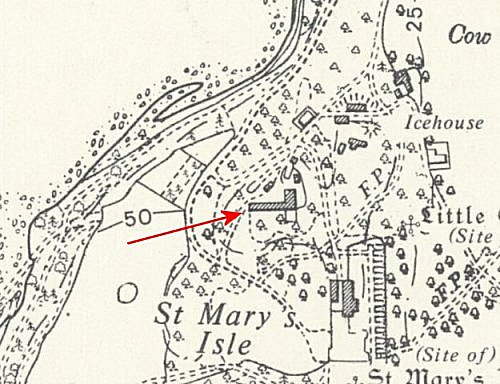 25
Cow
Icehouse
F.P.
50
Little
(Site
F.P.
St Mary's
Isle
(Site of)
St. Mary's